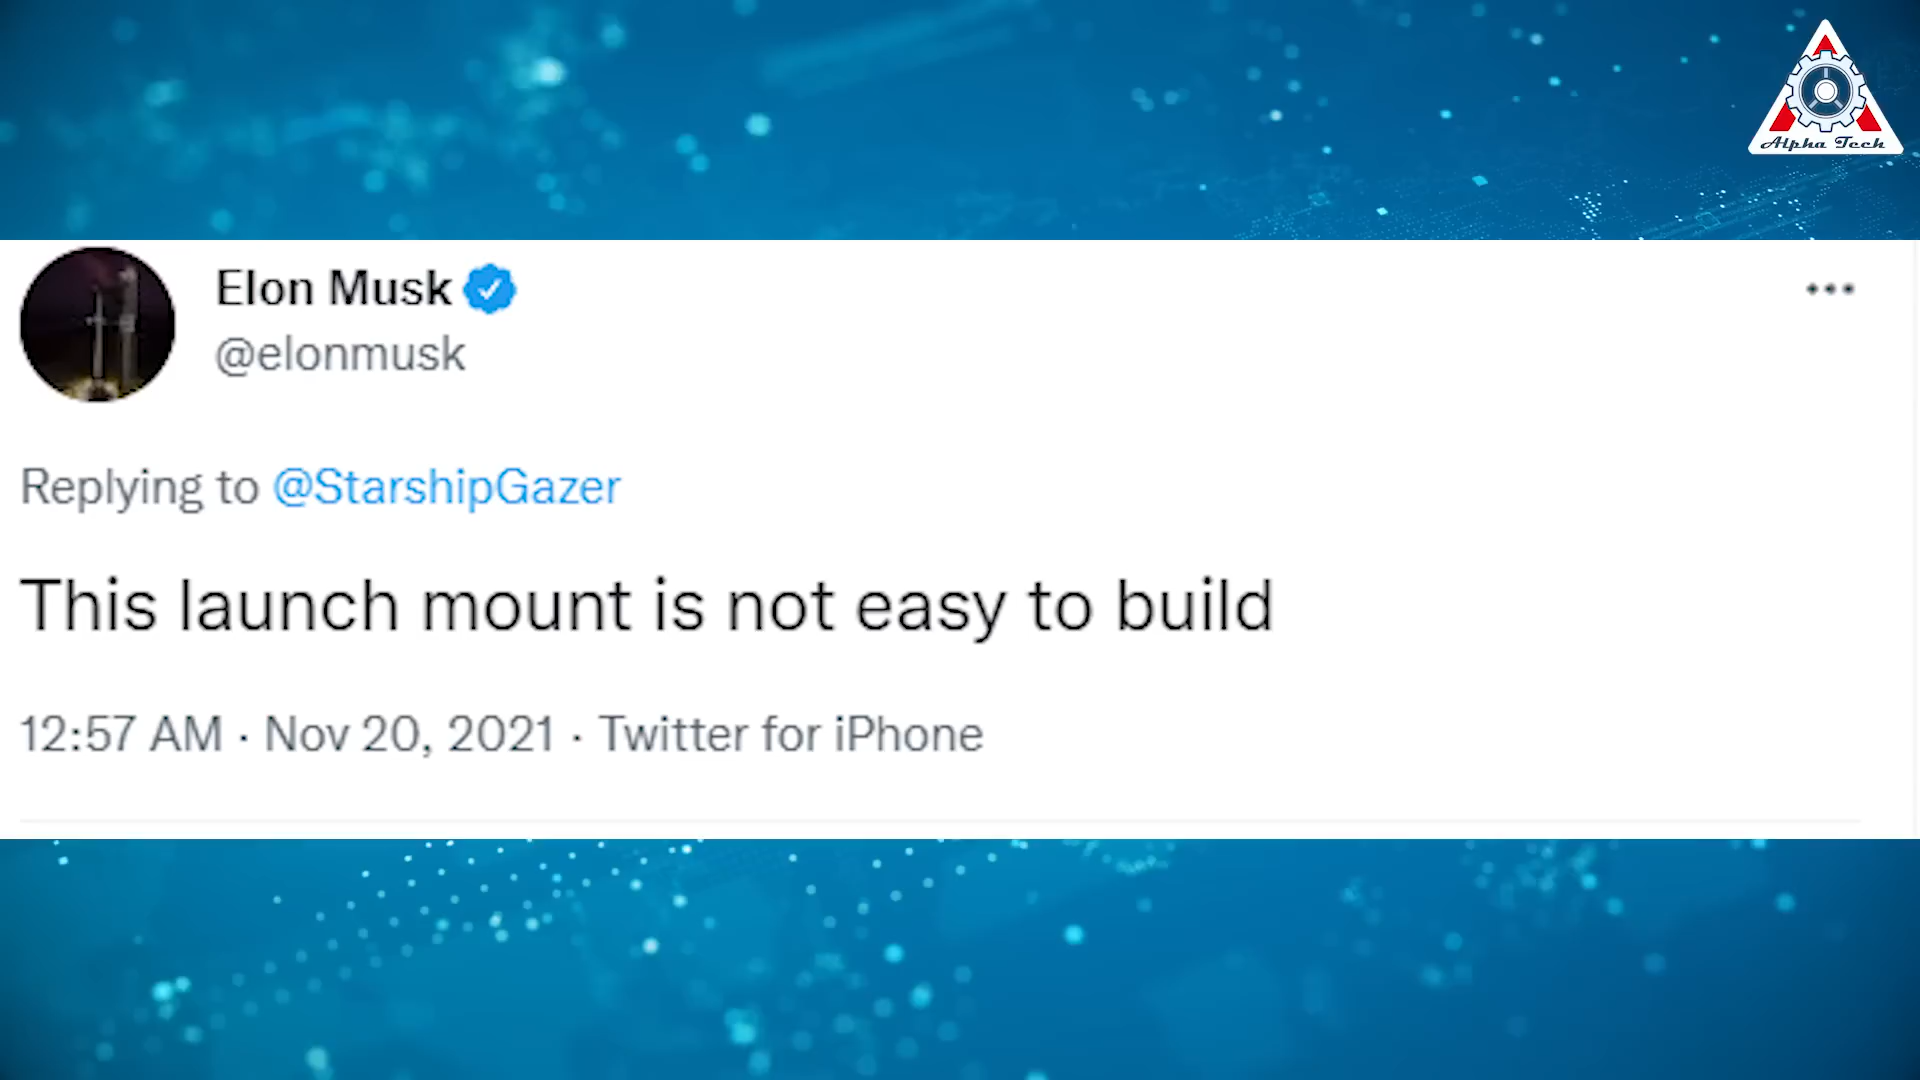 Alpha Tech
Elon Musk
@elonmusk
Replying to @StarshipGazer
This launch mount is not easy to build
12:57 AM · Nov 20, 2021 · Twitter for iPhone